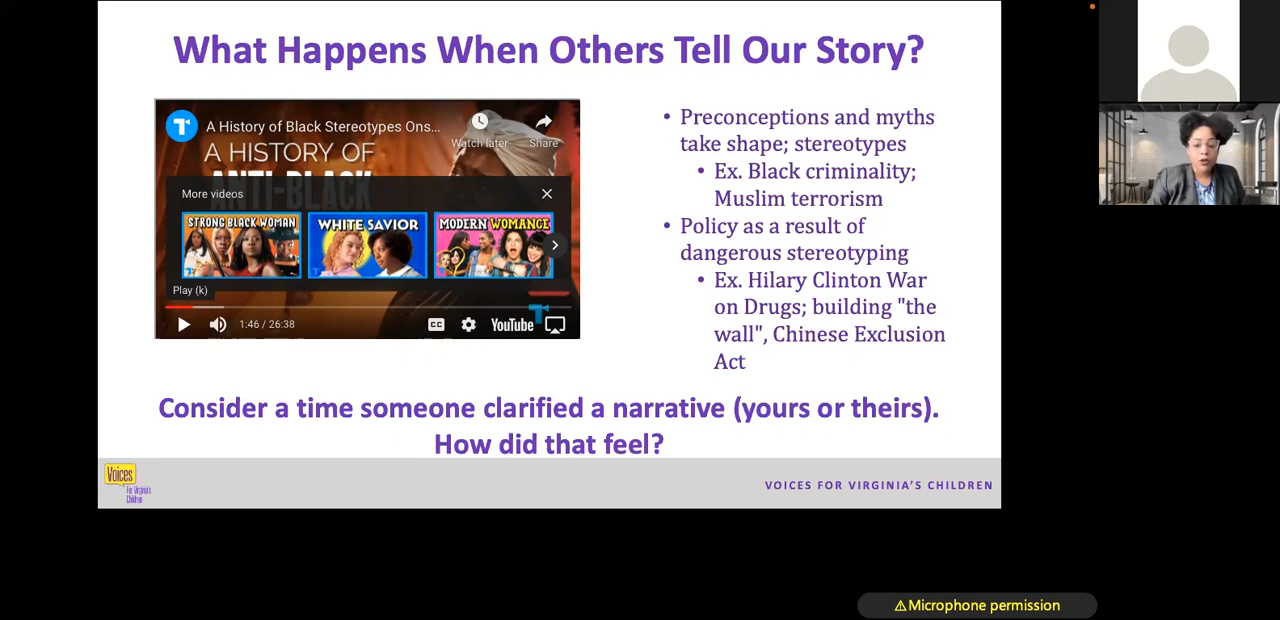 What Happens When Others Tell Our Story?
A History of Black Stereotypes Ons...
Watch later
Share
A HISTORY OF
ANTI-BLACK
More videos
STRONG BLACK WOMAN
WHITE SAVIOR
MODERN WOMANCE
Play (k)
1:46 / 26:38
CC
YouTube
• Preconceptions and myths
take shape; stereotypes
• Ex. Black criminality;
Muslim terrorism
• Policy as a result of
dangerous stereotyping
• Ex. Hilary Clinton War
on Drugs; building "the
wall", Chinese Exclusion
Act
Consider a time someone clarified a narrative (yours or theirs).
How did that feel?
Voices
For Virginia's
Children
VOICES FOR VIRGINIA'S CHILDREN
⚠Microphone permission